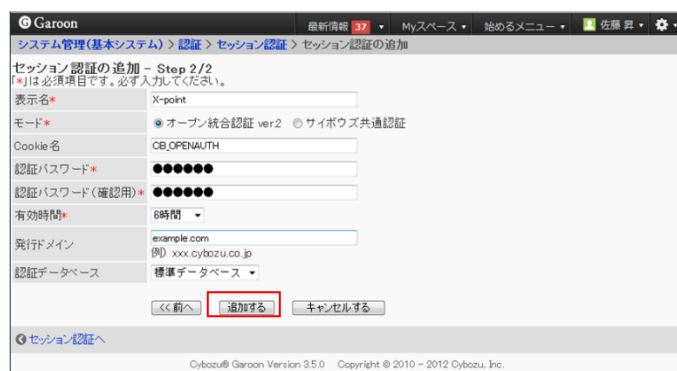 Garoon 最新情報 37 Myスペース 始めるメニュー 佐藤 昇
システム管理(基本システム) > 認証 > セッション認証 > セッション認証の追加
セッション認証の追加 - Step 2/2
「*」は必須項目です。必ず入力してください。
表示名* X-point
モード* オープン統合認証 ver.2 サイボウズ共通認証
Cookie名 CB_OPENAUTH
認証パスワード* ●●●●●●
認証パスワード(確認用)* ●●●●●●
有効時間* 6時間
発行ドメイン example.com
例) xxx.cybozu.co.jp
認証データベース 標準データベース
<< 前へ 追加する キャンセルする
セッション認証へ
Cybozu® Garoon Version 3.5.0 Copyright © 2010 - 2012 Cybozu, Inc.